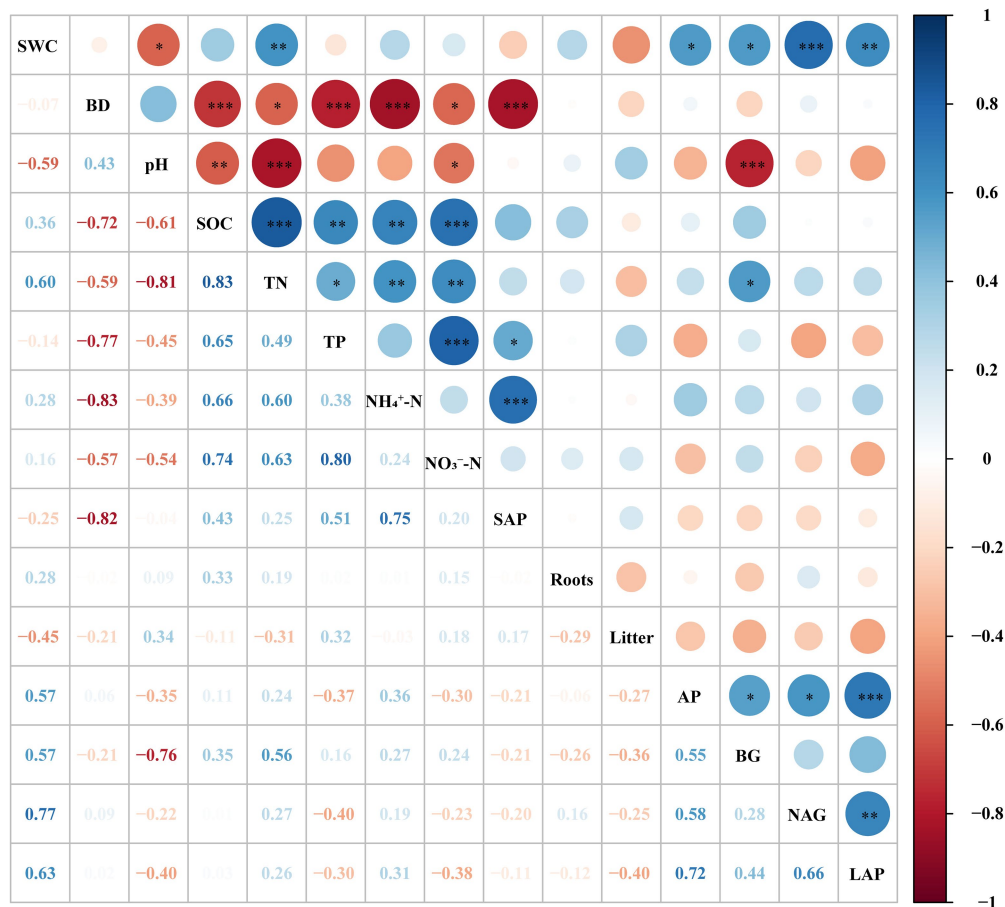 SWC * ** * * *** ** 1
−0.07 BD *** * *** *** * *** 0.8
−0.59 0.43 pH ** *** * *** 0.6
0.36 −0.72 −0.61 SOC *** ** ** *** 0.4
0.60 −0.59 −0.81 0.83 TN * ** ** * 0.2
−0.14 −0.77 −0.45 0.65 0.49 TP *** *
0.28 −0.83 −0.39 0.66 0.60 0.38 NH₄⁺-N *** 0
0.16 −0.57 −0.54 0.74 0.63 0.80 0.24 NO₃⁻-N
−0.25 −0.82 −0.04 0.43 0.25 0.51 0.75 0.20 SAP −0.2
0.28 0.09 0.33 0.19 0.15 Roots
−0.45 −0.21 0.34 −0.11 −0.31 0.32 −0.03 0.18 0.17 −0.29 Litter −0.4
0.57 0.06 −0.35 0.11 0.24 −0.37 0.36 −0.30 −0.21 −0.06 −0.27 AP * * *** −0.6
0.57 −0.21 −0.76 0.35 0.56 0.16 0.27 0.24 −0.21 −0.26 −0.36 0.55 BG
0.77 0.09 −0.22 0.27 −0.40 0.19 −0.23 −0.20 0.16 −0.25 0.58 0.28 NAG ** −0.8
0.63 0.02 −0.40 0.03 0.26 −0.30 0.31 −0.38 −0.11 −0.12 −0.40 0.72 0.44 0.66 LAP −1